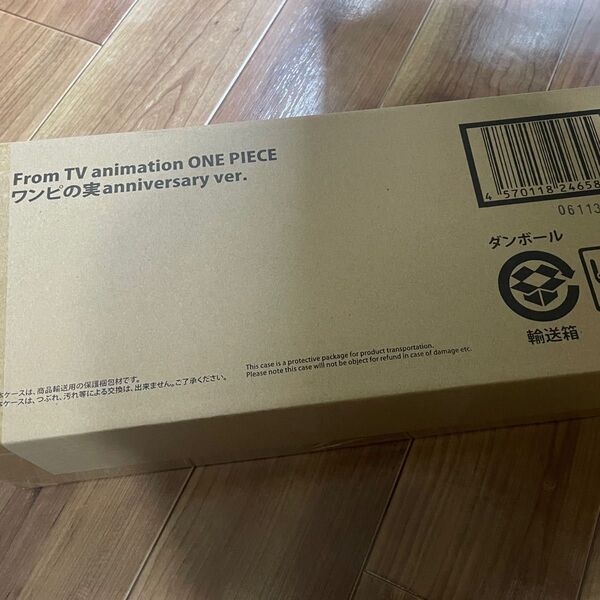 From TV animation ONE PIECE
ワンピの実anniversary ver.
4 570118 24658
06113
ダンボール
輸送箱
This case is a protective package for product transportation.
Please note this case will not be object for refund in case of damage etc.
ケースは、商品輸送用の保護梱包材です。
ケースは、つぶれ、汚れ等による交換は、出来ません。ご了承ください。